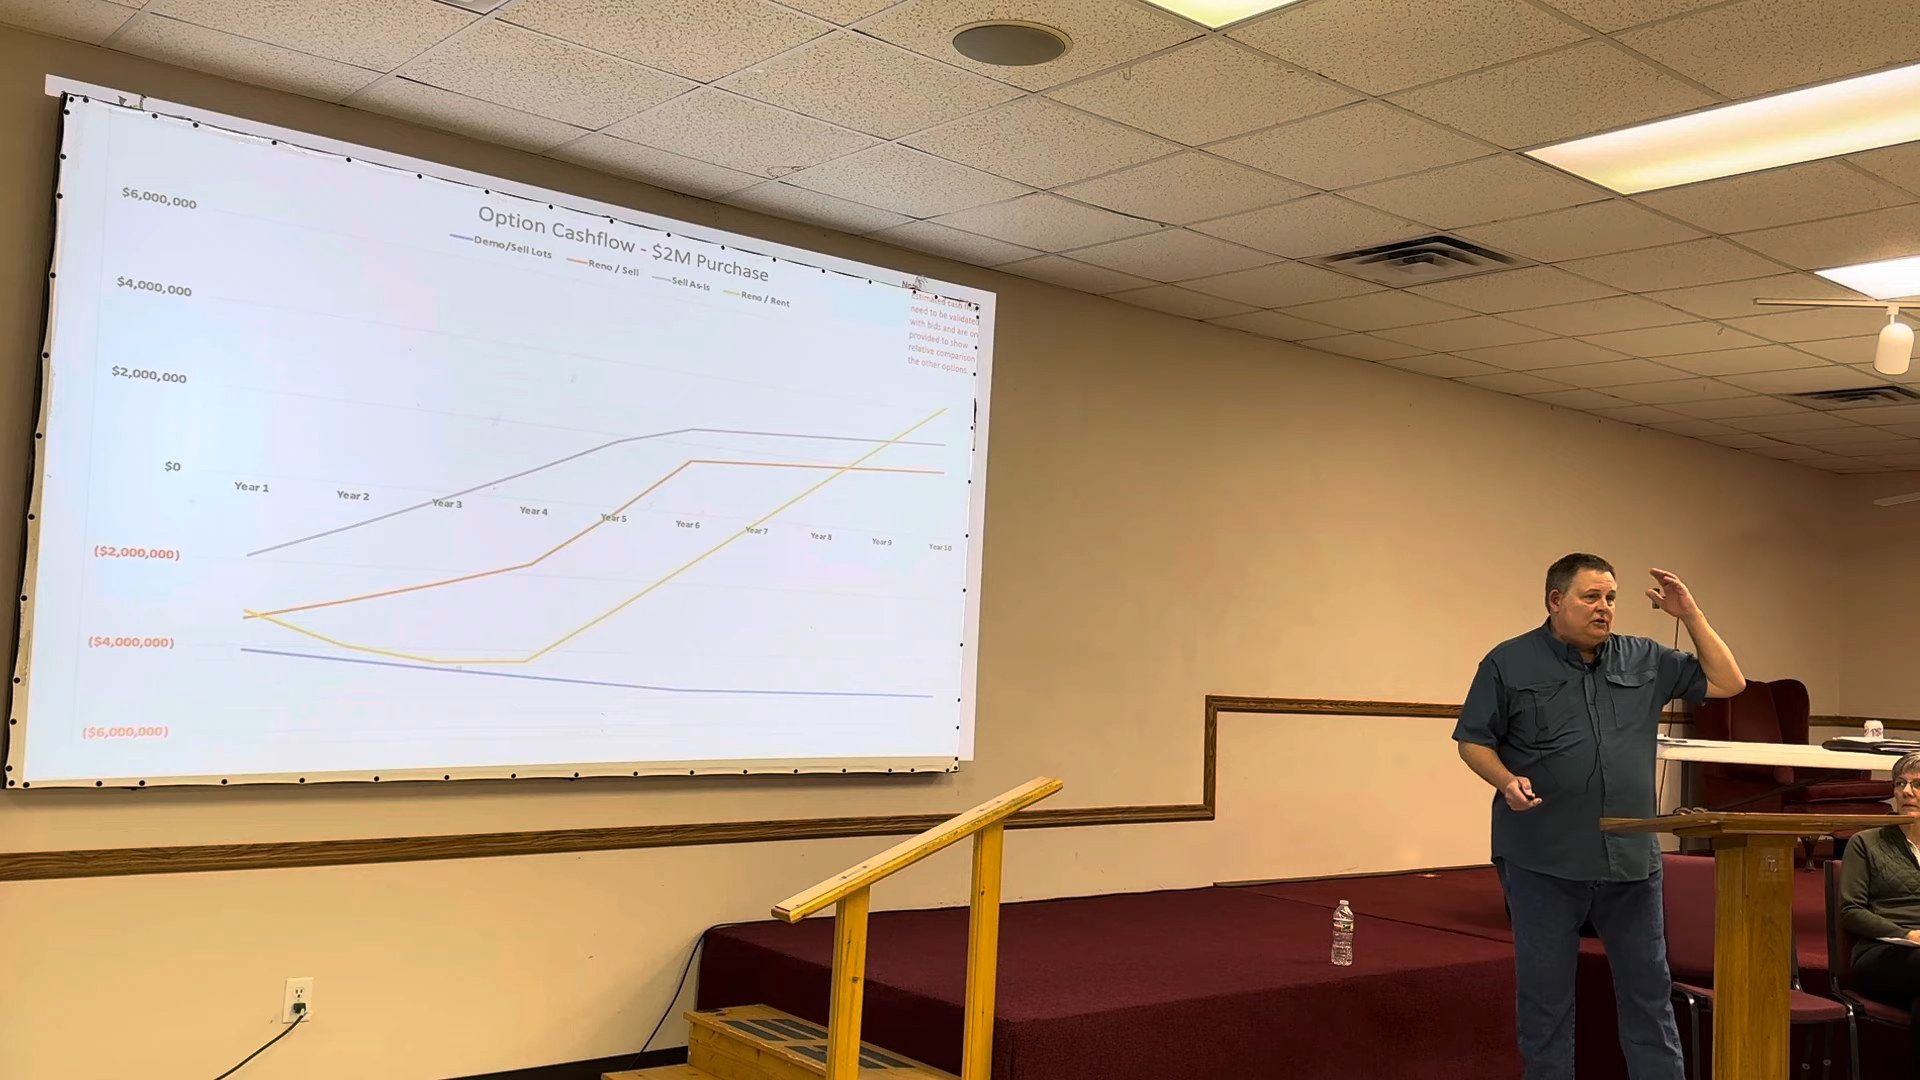 $6,000,000
Option Cashflow - $2M Purchase
Demo/Sell Lots Reno / Sell Sell As-Is Reno / Rent
Estimated cash
need to be validated
with bids and are on
provided to show
relative comparison
the other options.
$4,000,000
$2,000,000
$0
Year 1 Year 2 Year 3 Year 4 Year 5 Year 6 Year 7 Year 8 Year 9 Year 10
($2,000,000)
($4,000,000)
($6,000,000)